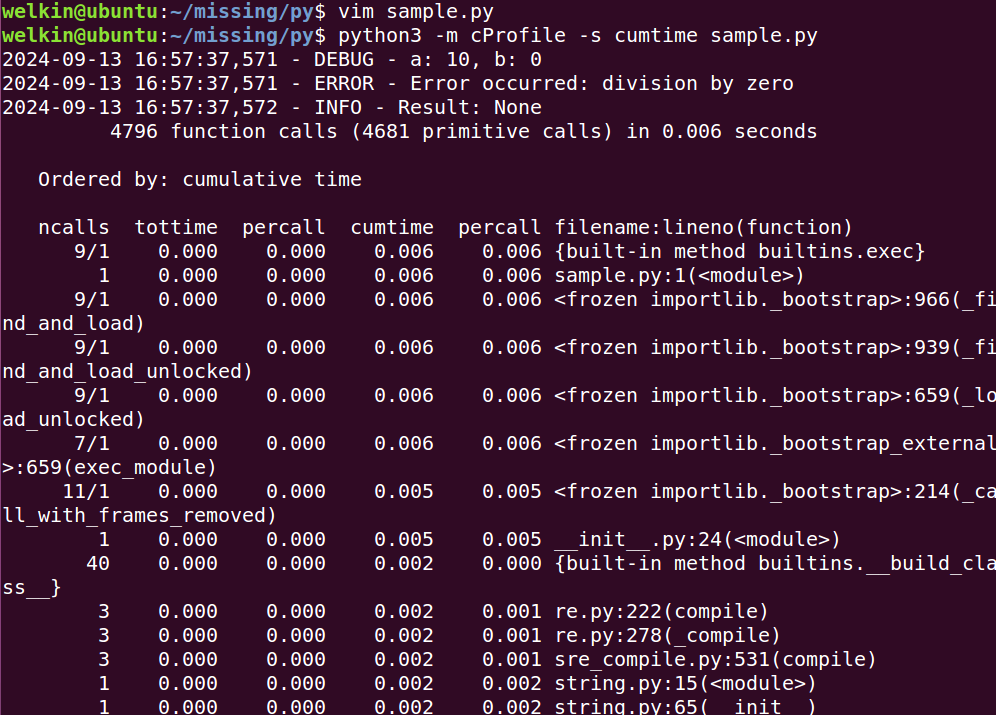 welkin@ubuntu:~/missing/py$ vim sample.py
welkin@ubuntu:~/missing/py$ python3 -m cProfile -s cumtime sample.py
2024-09-13 16:57:37,571 - DEBUG - a: 10, b: 0
2024-09-13 16:57:37,571 - ERROR - Error occurred: division by zero
2024-09-13 16:57:37,572 - INFO - Result: None
         4796 function calls (4681 primitive calls) in 0.006 seconds

   Ordered by: cumulative time

   ncalls  tottime  percall  cumtime  percall filename:lineno(function)
      9/1    0.000    0.000    0.006    0.006 {built-in method builtins.exec}
        1    0.000    0.000    0.006    0.006 sample.py:1(<module>)
      9/1    0.000    0.000    0.006    0.006 <frozen importlib._bootstrap>:966(_fi
nd_and_load)
      9/1    0.000    0.000    0.006    0.006 <frozen importlib._bootstrap>:939(_fi
nd_and_load_unlocked)
      9/1    0.000    0.000    0.006    0.006 <frozen importlib._bootstrap>:659(_lo
ad_unlocked)
      7/1    0.000    0.000    0.006    0.006 <frozen importlib._bootstrap_external
>:659(exec_module)
     11/1    0.000    0.000    0.005    0.005 <frozen importlib._bootstrap>:214(_ca
ll_with_frames_removed)
        1    0.000    0.000    0.005    0.005 __init__.py:24(<module>)
       40    0.000    0.000    0.002    0.000 {built-in method builtins.__build_cla
ss__}
        3    0.000    0.000    0.002    0.001 re.py:222(compile)
        3    0.000    0.000    0.002    0.001 re.py:278(_compile)
        3    0.000    0.000    0.002    0.001 sre_compile.py:531(compile)
        1    0.000    0.000    0.002    0.002 string.py:15(<module>)
        1    0.000    0.000    0.002    0.002 string.py:65(__init__)